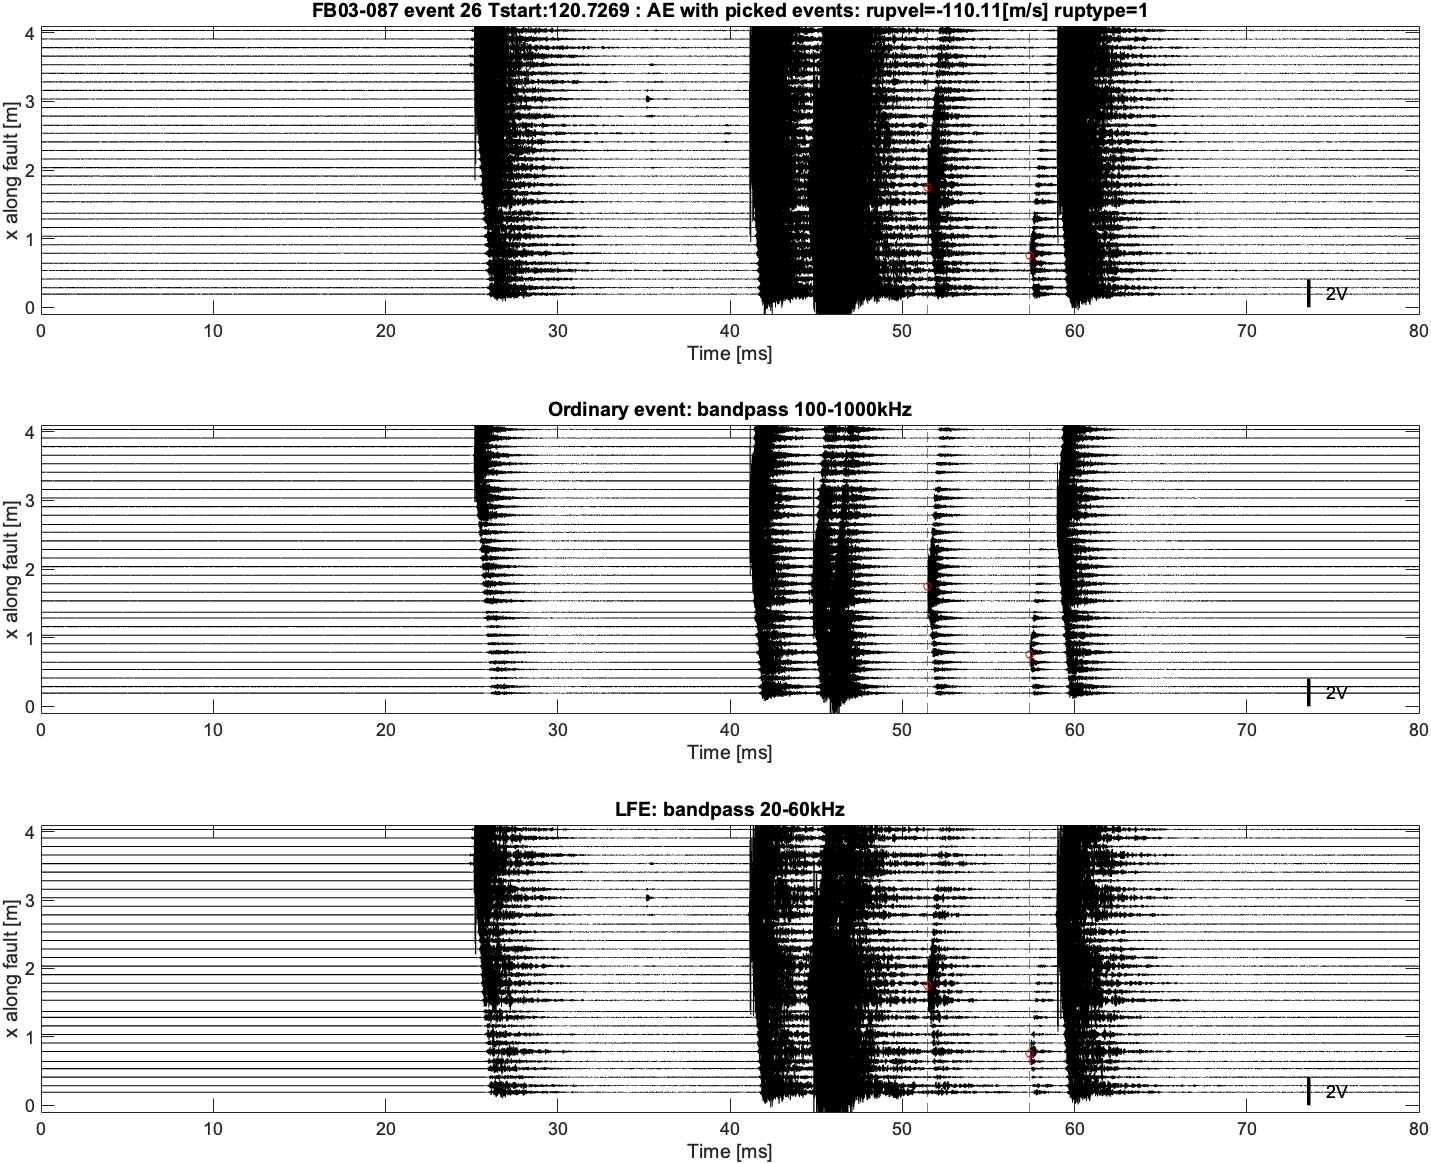 FB03-087 event 26 Tstart:120.7269 : AE with picked events: rupvel=-110.11[m/s] ruptype=1
x along fault [m]
4
3
2
1
0
2V
0 10 20 30 40 50 60 70 80
Time [ms]
Ordinary event: bandpass 100-1000kHz
x along fault [m]
4
3
2
1
0
2V
0 10 20 30 40 50 60 70 80
Time [ms]
LFE: bandpass 20-60kHz
x along fault [m]
4
3
2
1
0
2V
0 10 20 30 40 50 60 70 80
Time [ms]